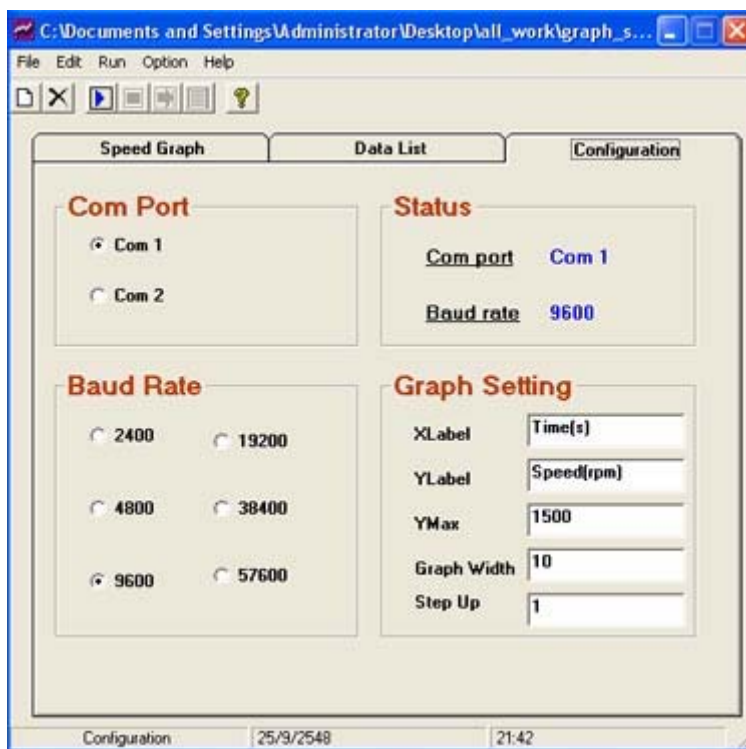 C:\Documents and Settings\Administrator\Desktop\all_work\graph_s...
File Edit Run Option Help
Speed Graph Data List Configuration
Com Port
Com 1
Com 2
Status
Com port Com 1
Baud rate 9600
Baud Rate
2400 19200
4800 38400
9600 57600
Graph Setting
XLabel Time(s)
YLabel Speed(rpm)
YMax 1500
Graph Width 10
Step Up 1
Configuration 25/9/2548 21:42